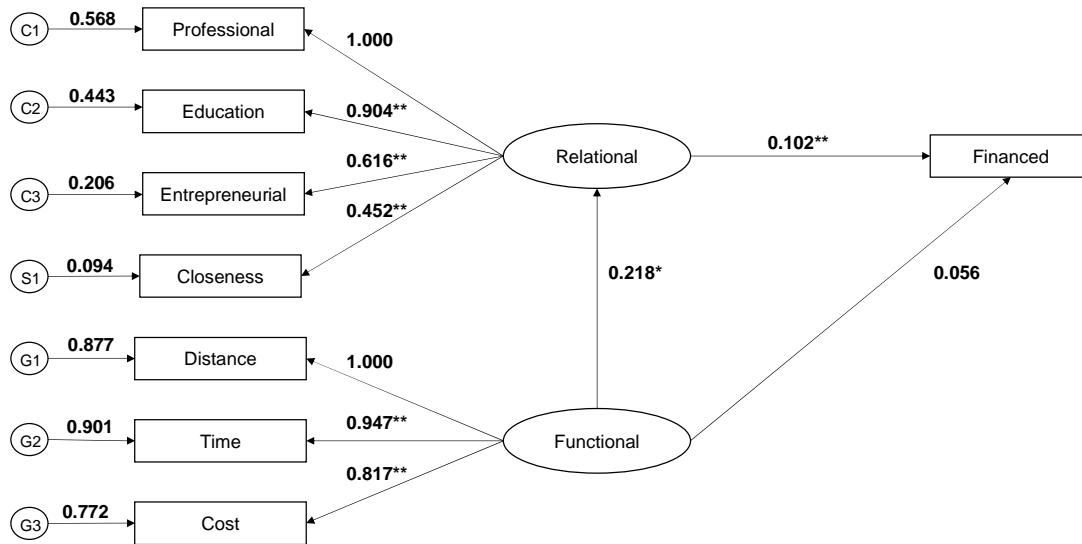 C1 0.568 Professional 1.000
C2 0.443 Education 0.904**
Relational 0.102** Financed
C3 0.206 Entrepreneurial 0.616**
0.452**
S1 0.094 Closeness
0.218* 0.056
G1 0.877 Distance 1.000
G2 0.901 Time 0.947** Functional
0.817**
G3 0.772 Cost